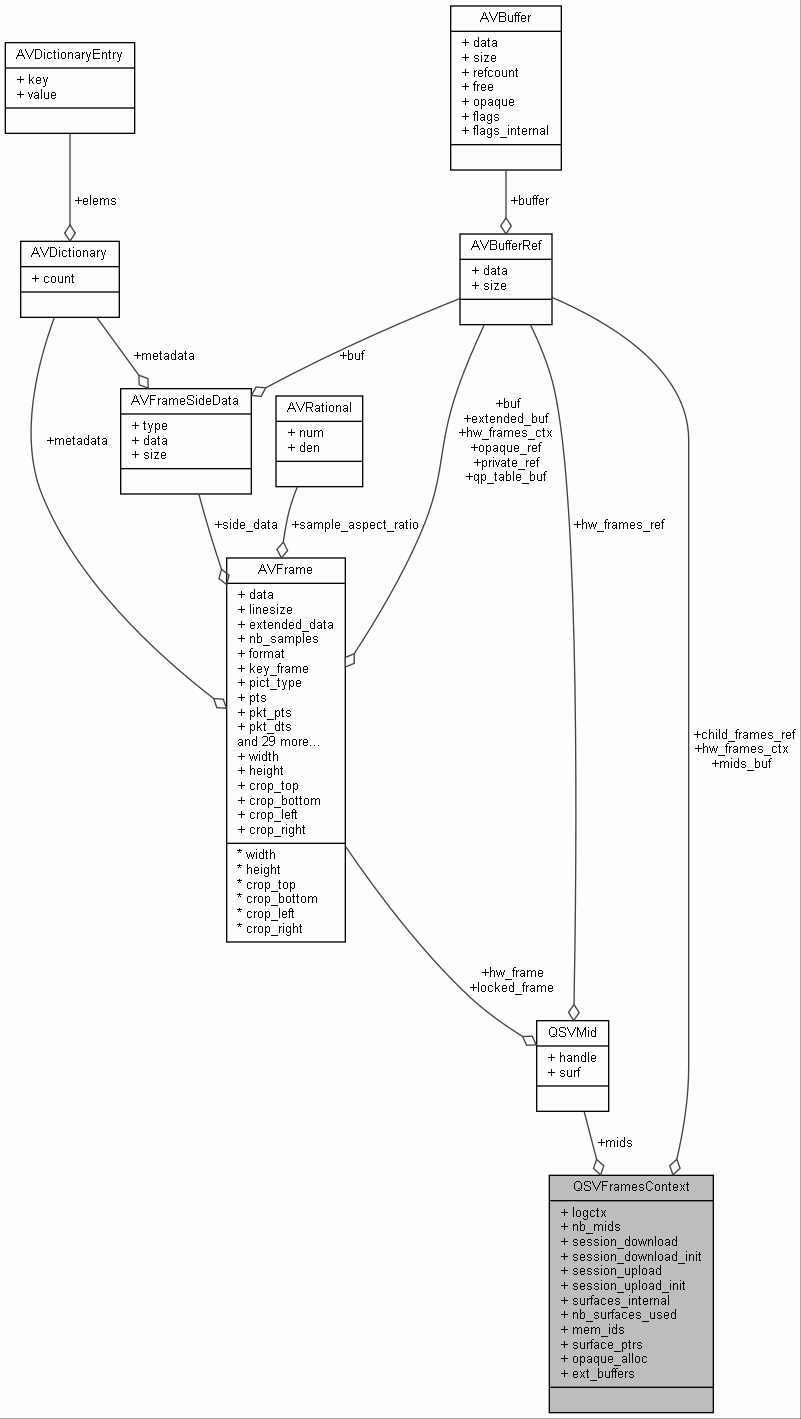 AVBuffer
+ data
+ size
+ refcount
+ free
+ opaque
+ flags
+ flags_internal
AVDictionaryEntry
+ key
+ value
+elems
+buffer
AVDictionary
+ count
AVBufferRef
+ data
+ size
+metadata
+buf
AVFrameSideData
+ type
+ data
+ size
AVRational
+ num
+ den
+buf
+extended_buf
+hw_frames_ctx
+opaque_ref
+private_ref
+qp_table_buf
+metadata
+side_data
+sample_aspect_ratio
+hw_frames_ref
AVFrame
+ data
+ linesize
+ extended_data
+ nb_samples
+ format
+ key_frame
+ pict_type
+ pts
+ pkt_pts
+ pkt_dts
and 29 more...
+ width
+ height
+ crop_top
+ crop_bottom
+ crop_left
+ crop_right
* width
* height
* crop_top
* crop_bottom
* crop_left
* crop_right
+child_frames_ref
+hw_frames_ctx
+mids_buf
+hw_frame
+locked_frame
QSVMid
+ handle
+ surf
+mids
QSVFramesContext
+ logctx
+ nb_mids
+ session_download
+ session_download_init
+ session_upload
+ session_upload_init
+ surfaces_internal
+ nb_surfaces_used
+ mem_ids
+ surface_ptrs
+ opaque_alloc
+ ext_buffers